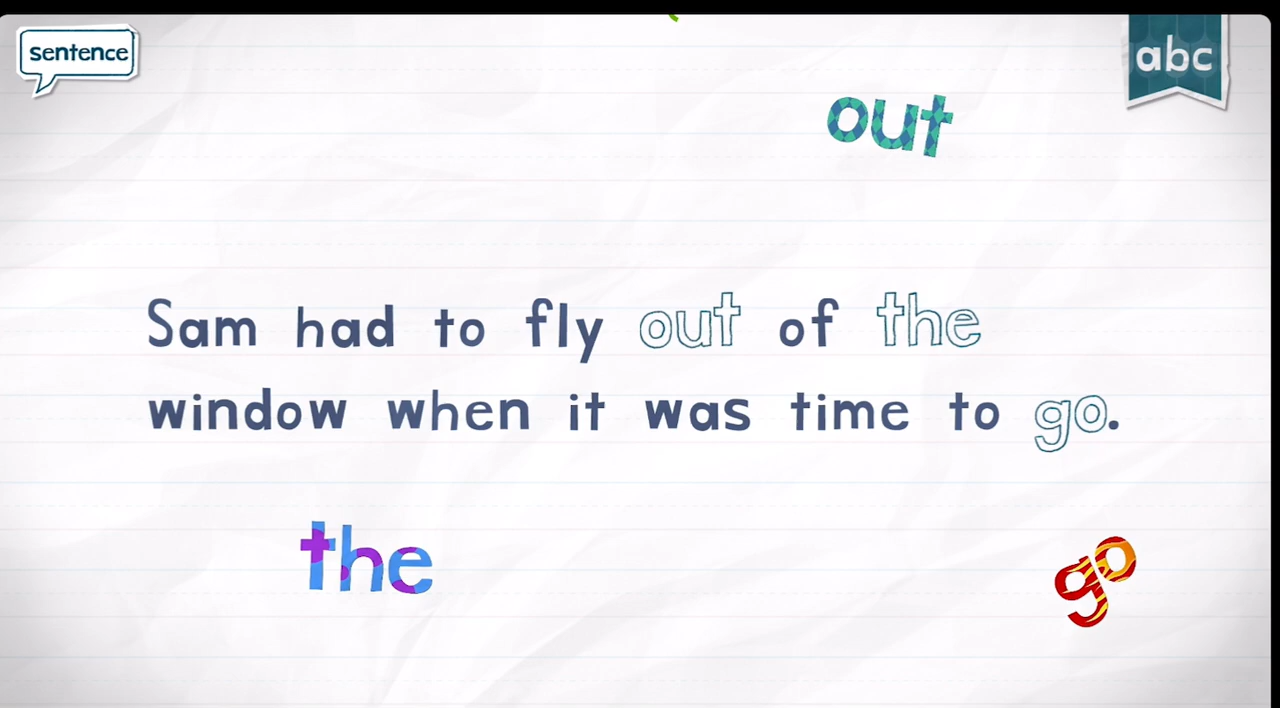 sentence
abc
out
Sam had to fly out of the
window when it was time to go.
the
go